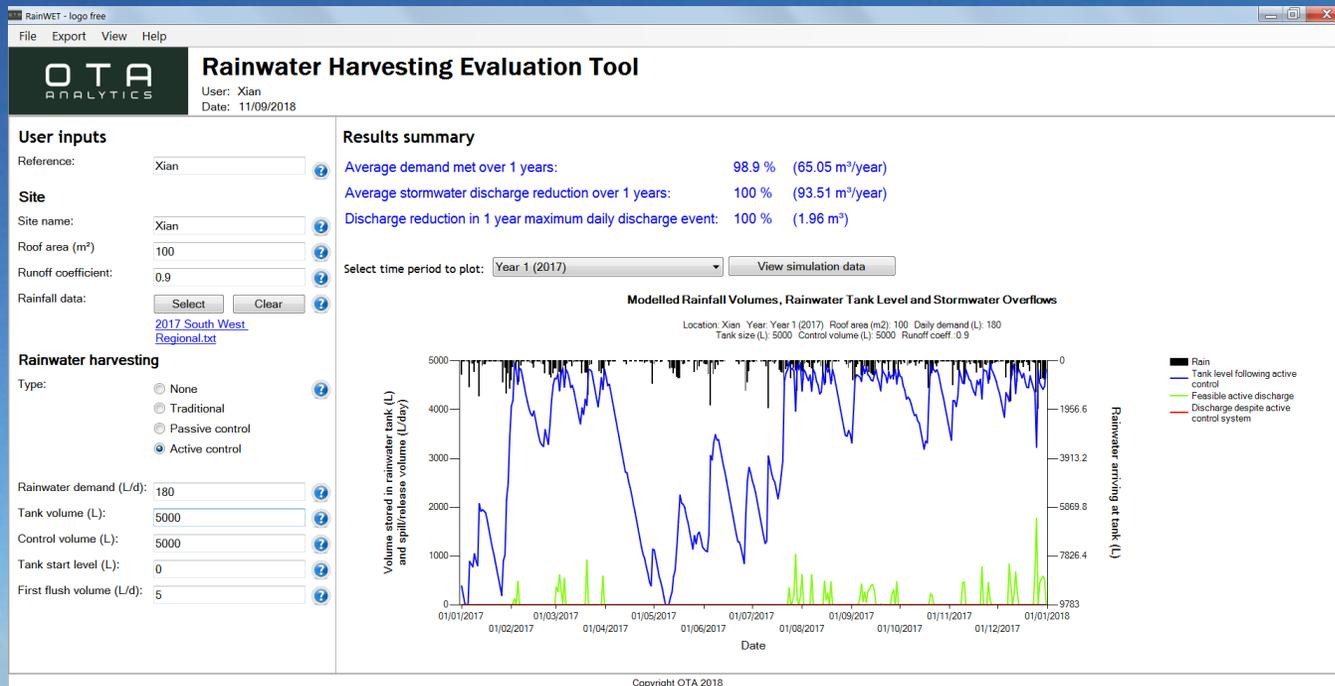 RainWET - logo free
File Export View Help
OTA
ANALYTICS
Rainwater Harvesting Evaluation Tool
User: Xian
Date: 11/09/2018
User inputs
Reference: Xian
Site
Site name: Xian
Roof area (m²) 100
Runoff coefficient: 0.9
Rainfall data: Select Clear
2017 South West
Regional.txt
Rainwater harvesting
Type: None
Traditional
Passive control
Active control
Rainwater demand (L/d): 180
Tank volume (L): 5000
Control volume (L): 5000
Tank start level (L): 0
First flush volume (L/d): 5
Results summary
Average demand met over 1 years: 98.9 % (65.05 m³/year)
Average stormwater discharge reduction over 1 years: 100 % (93.51 m³/year)
Discharge reduction in 1 year maximum daily discharge event: 100 % (1.96 m³)
Select time period to plot: Year 1 (2017) View simulation data
Modelled Rainfall Volumes, Rainwater Tank Level and Stormwater Overflows
Location: Xian Year: Year 1 (2017) Roof area (m2): 100 Daily demand (L): 180
Tank size (L): 5000 Control volume (L): 5000 Runoff coeff.:0.9
Volume stored in rainwater tank (L)
and spill/release volume (L/day)
5000
4000
3000
2000
1000
0
0
1956.6
3913.2
5869.8
7826.4
9783
Rainwater arriving at tank (L)
01/01/2017 01/03/2017 01/05/2017 01/07/2017 01/09/2017 01/11/2017 01/01/2018
01/02/2017 01/04/2017 01/06/2017 01/08/2017 01/10/2017 01/12/2017
Date
Rain
Tank level following active
control
Feasible active discharge
Discharge despite active
control system
Copyright OTA 2018